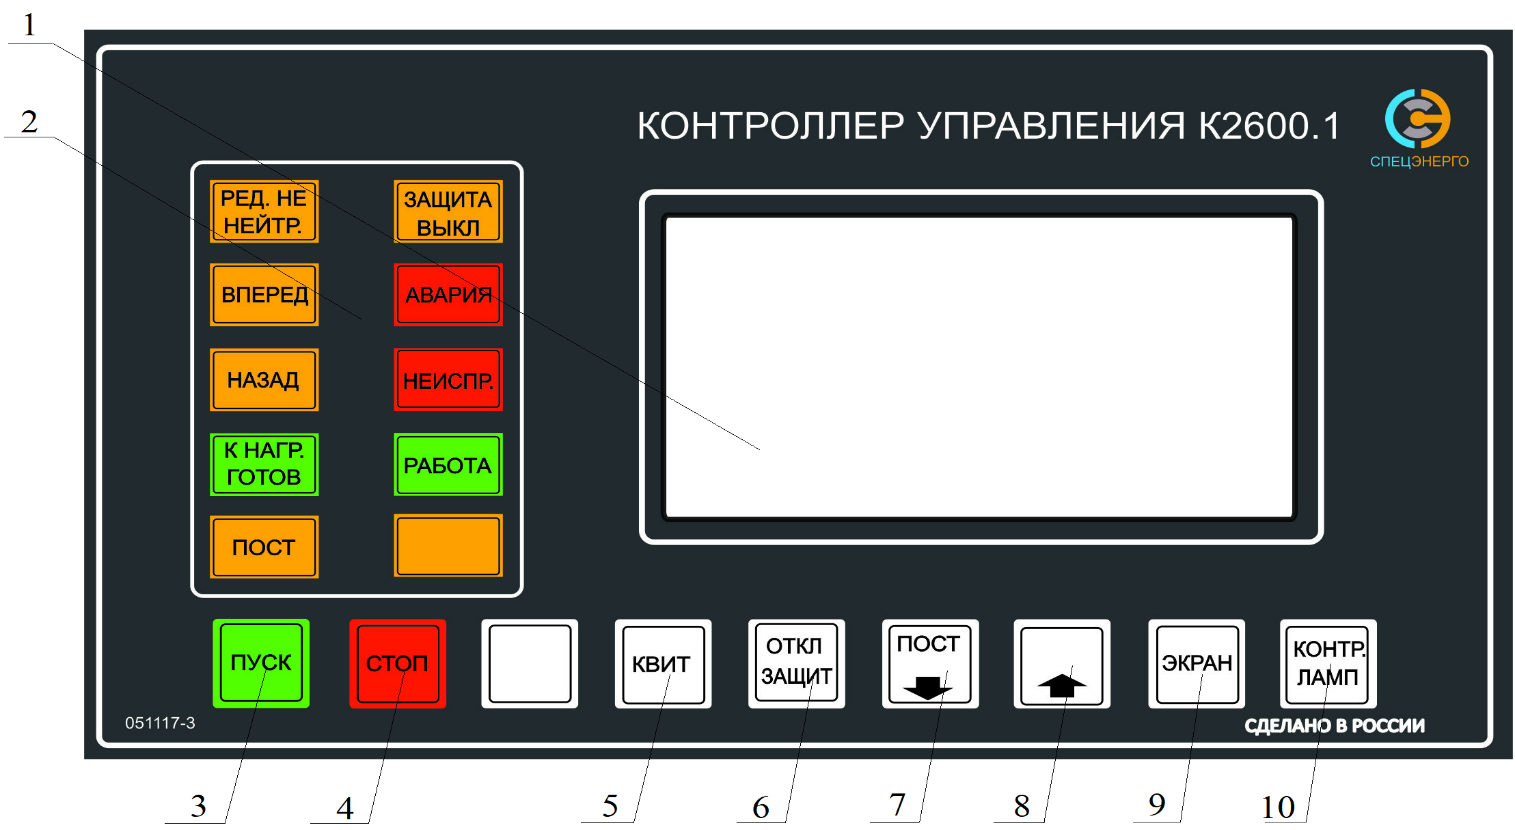 1
2
КОНТРОЛЛЕР УПРАВЛЕНИЯ К2600.1
СПЕЦЭНЕРГО
РЕД. НЕ
НЕЙТР.
ЗАЩИТА
ВЫКЛ
ВПЕРЕД
АВАРИЯ
НАЗАД
НЕИСПР.
К НАГР.
ГОТОВ
РАБОТА
ПОСТ
ПУСК
СТОП
КВИТ
ОТКЛ
ЗАЩИТ
ПОСТ
ЭКРАН
КОНТР.
ЛАМП
051117-3
СДЕЛАНО В РОССИИ
3
4
5
6
7
8
9
10